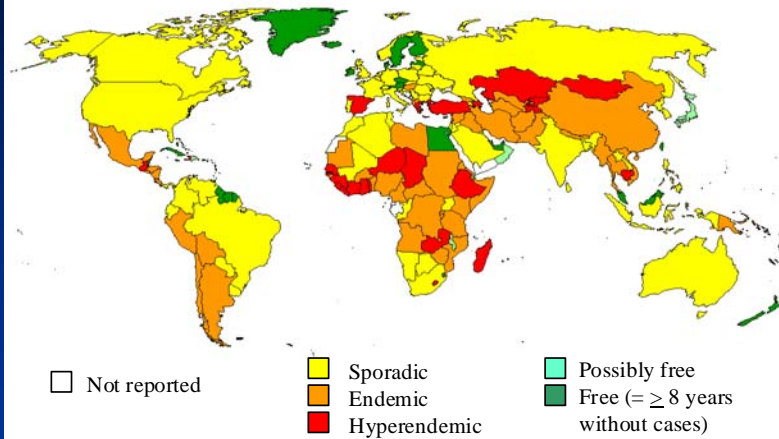 Not reported
Sporadic
Endemic
Hyperendemic
Possibly free
Free (= ≥ 8 years
without cases)